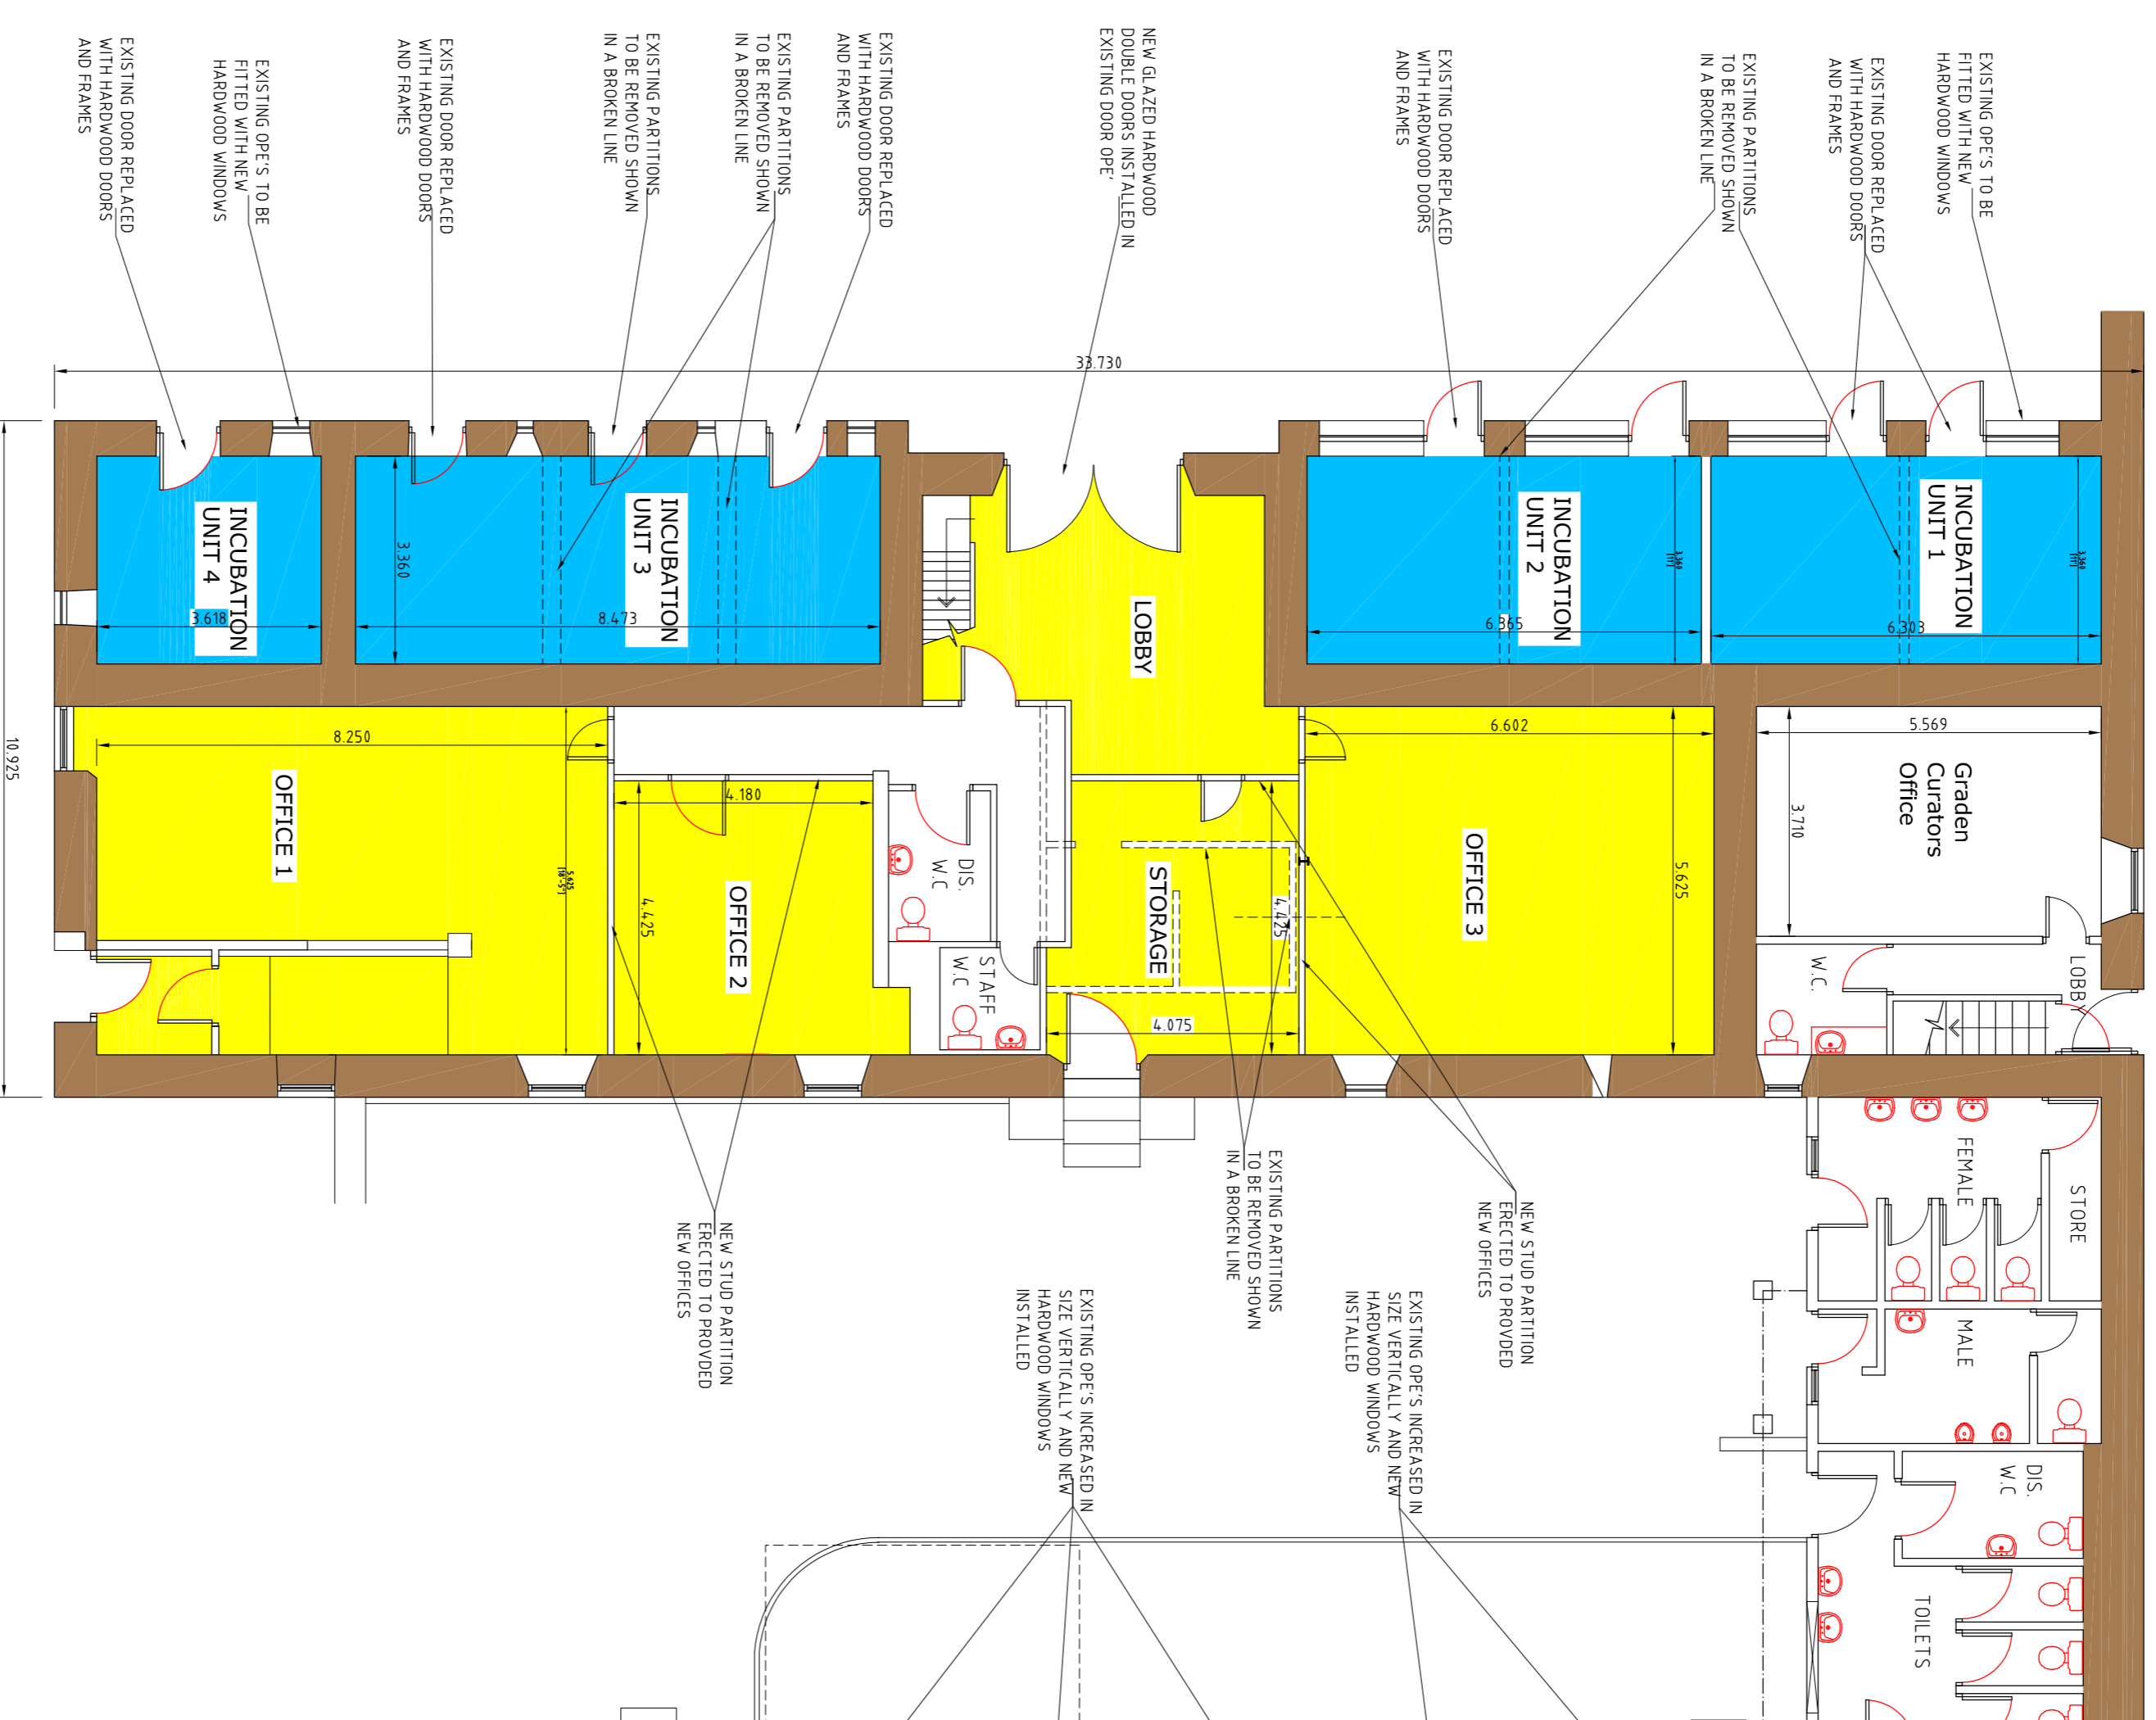 EXISTING DOOR REPLACED
WITH HARDWOOD DOORS
AND FRAMES
EXISTING OPE'S TO BE
FITTED WITH NEW
HARDWOOD WINDOWS
EXISTING DOOR REPLACED
WITH HARDWOOD DOORS
AND FRAMES
EXISTING PARTITIONS
TO BE REMOVED SHOWN
IN A BROKEN LINE
EXISTING PARTITIONS
TO BE REMOVED SHOWN
IN A BROKEN LINE
EXISTING DOOR REPLACED
WITH HARDWOOD DOORS
AND FRAMES
NEW GLAZED HARDWOOD
DOUBLE DOORS INSTALLED IN
EXISTING DOOR OPE'
EXISTING DOOR REPLACED
WITH HARDWOOD DOORS
AND FRAMES
EXISTING PARTITIONS
TO BE REMOVED SHOWN
IN A BROKEN LINE
EXISTING DOOR REPLACED
WITH HARDWOOD DOORS
AND FRAMES
EXISTING OPE'S TO BE
FITTED WITH NEW
HARDWOOD WINDOWS
33.730
10.925
INCUBATION
UNIT 4
3.618
INCUBATION
UNIT 3
3.360
8.473
LOBBY
INCUBATION
UNIT 2
3.360
[11']
6.365
INCUBATION
UNIT 1
3.360
[11']
6.303
OFFICE 1
8.250
5.625
[18'-5"]
OFFICE 2
4.180
4.425
DIS.
W.C
STAFF
W.C
STORAGE
4.425
4.075
OFFICE 3
6.602
5.625
Graden
Curators
Office
5.569
3.710
W.C.
LOBBY
NEW STUD PARTITION
ERECTED TO PROVDED
NEW OFFICES
EXISTING PARTITIONS
TO BE REMOVED SHOWN
IN A BROKEN LINE
NEW STUD PARTITION
ERECTED TO PROVDED
NEW OFFICES
EXISTING OPE'S INCREASED IN
SIZE VERTICALLY AND NEW
HARDWOOD WINDOWS
INSTALLED
EXISTING OPE'S INCREASED IN
SIZE VERTICALLY AND NEW
HARDWOOD WINDOWS
INSTALLED
FEMALE
STORE
MALE
DIS.
W.C
TOILETS